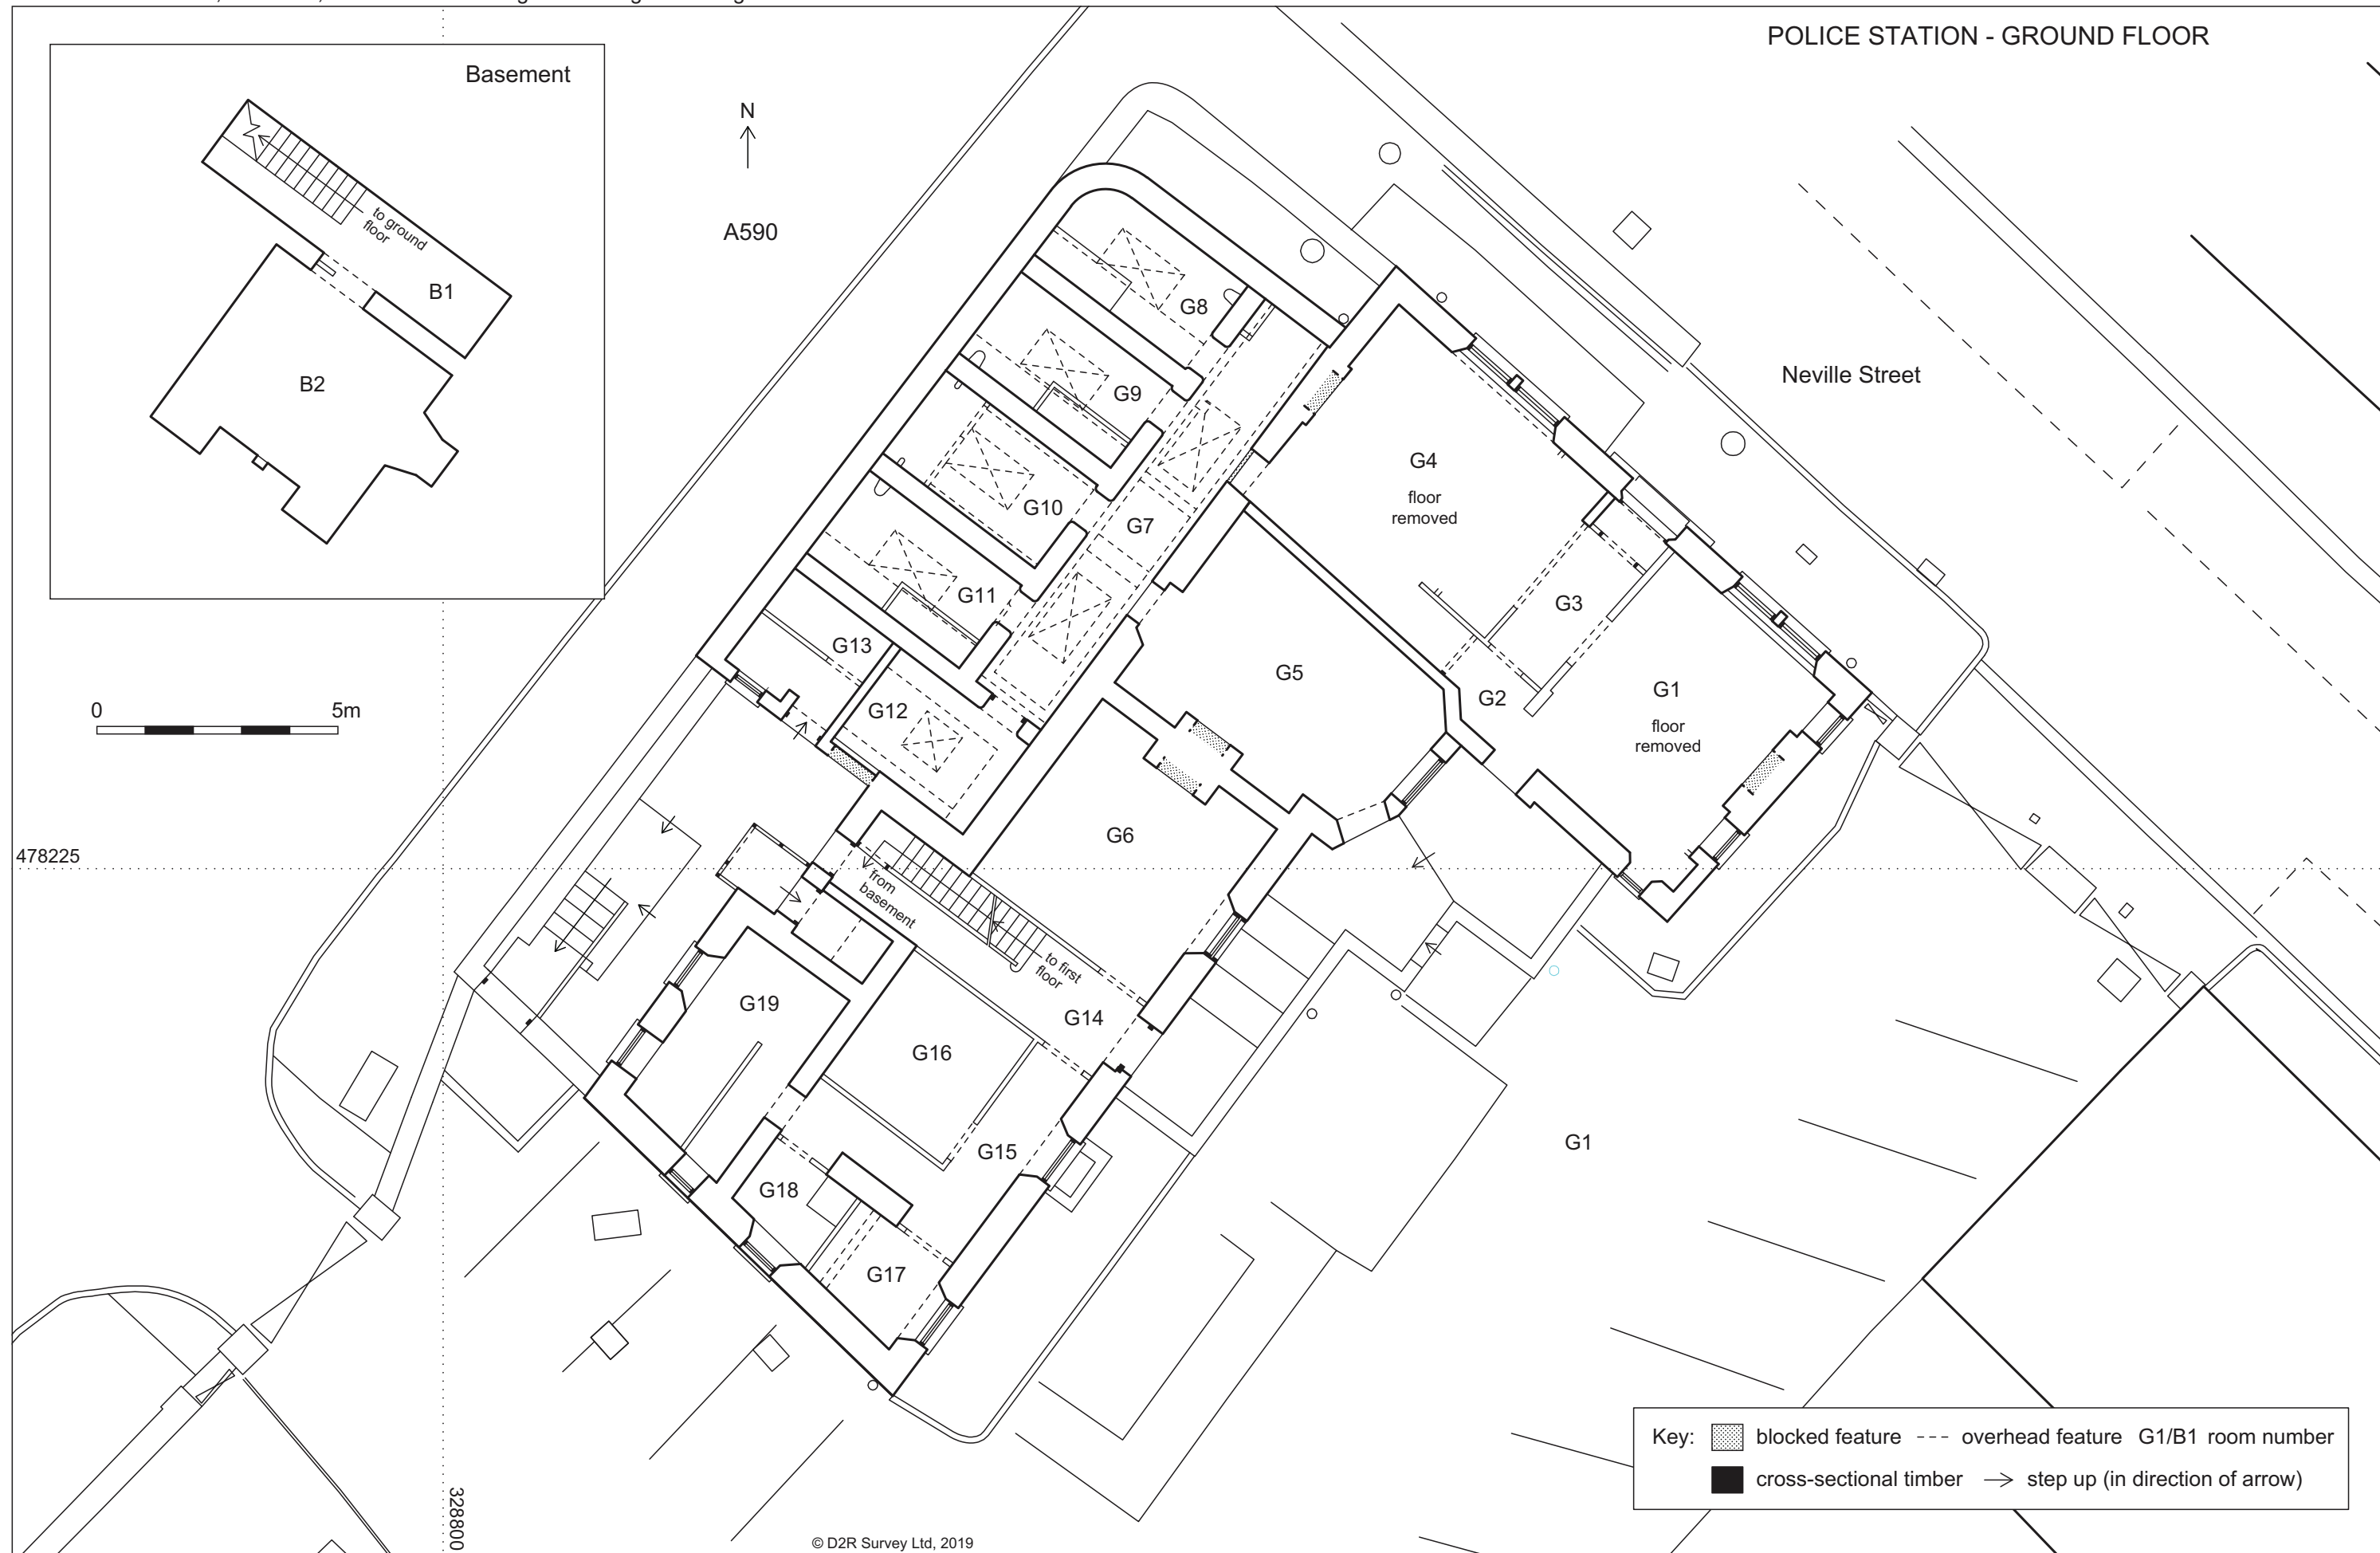 POLICE STATION - GROUND FLOOR
Basement
to ground
floor
B1
B2
N
A590
Neville Street
G8
G9
G10
G7
G11
G13
G12
G4
floor
removed
G3
G5
G2
G1
floor
removed
G6
0 5m
478225
from
basement
to first
floor
G14
G19
G16
G15
G18
G17
G1
328800
Key: blocked feature overhead feature G1/B1 room number
cross-sectional timber step up (in direction of arrow)
© D2R Survey Ltd, 2019